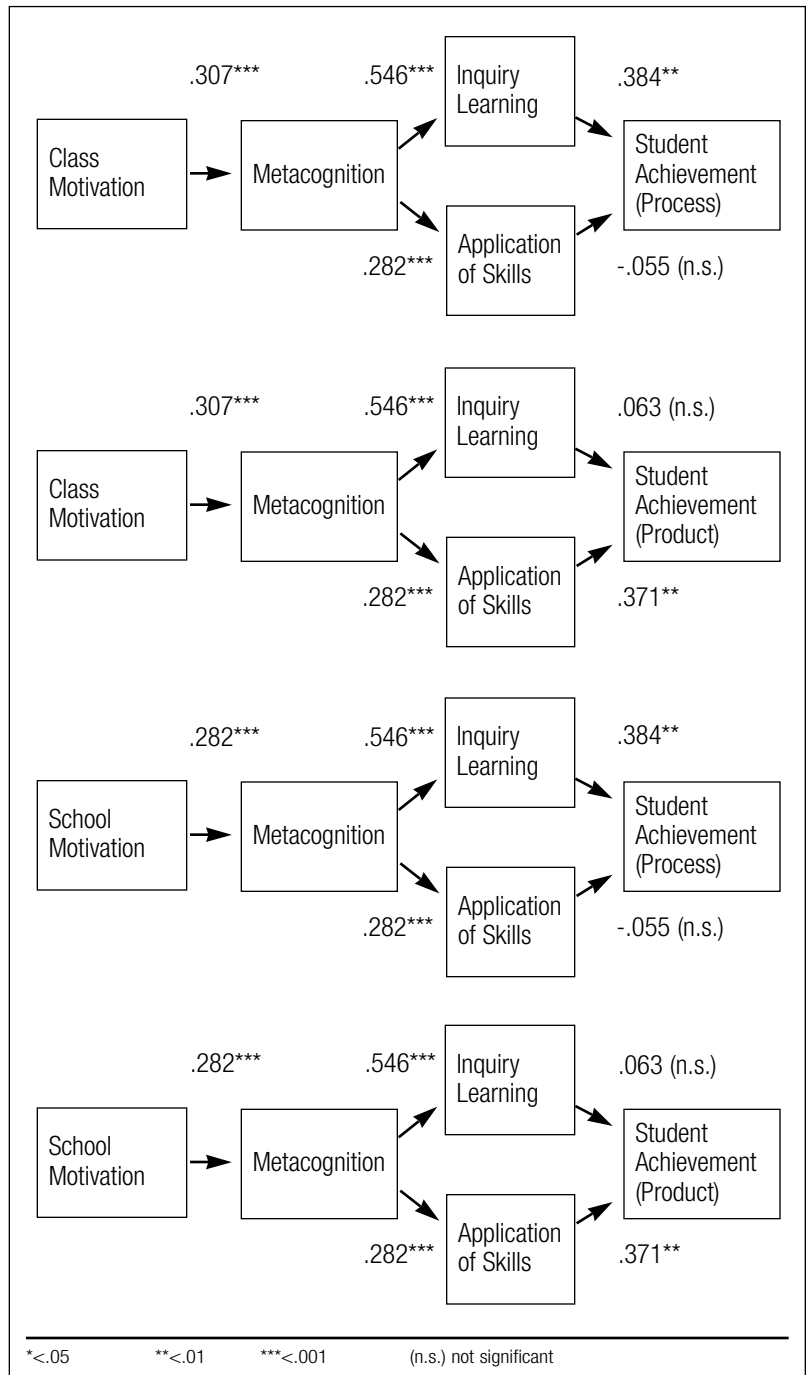 .307***
.546***
Inquiry
Learning
.384**
Class
Motivation
Metacognition
Student
Achievement
(Process)
.282***
Application
of Skills
-.055 (n.s.)
.307***
.546***
Inquiry
Learning
.063 (n.s.)
Class
Motivation
Metacognition
Student
Achievement
(Product)
.282***
Application
of Skills
.371**
.282***
.546***
Inquiry
Learning
.384**
School
Motivation
Metacognition
Student
Achievement
(Process)
.282***
Application
of Skills
-.055 (n.s.)
.282***
.546***
Inquiry
Learning
.063 (n.s.)
School
Motivation
Metacognition
Student
Achievement
(Product)
.282***
Application
of Skills
.371**
*<.05 **<.01 ***<.001 (n.s.) not significant